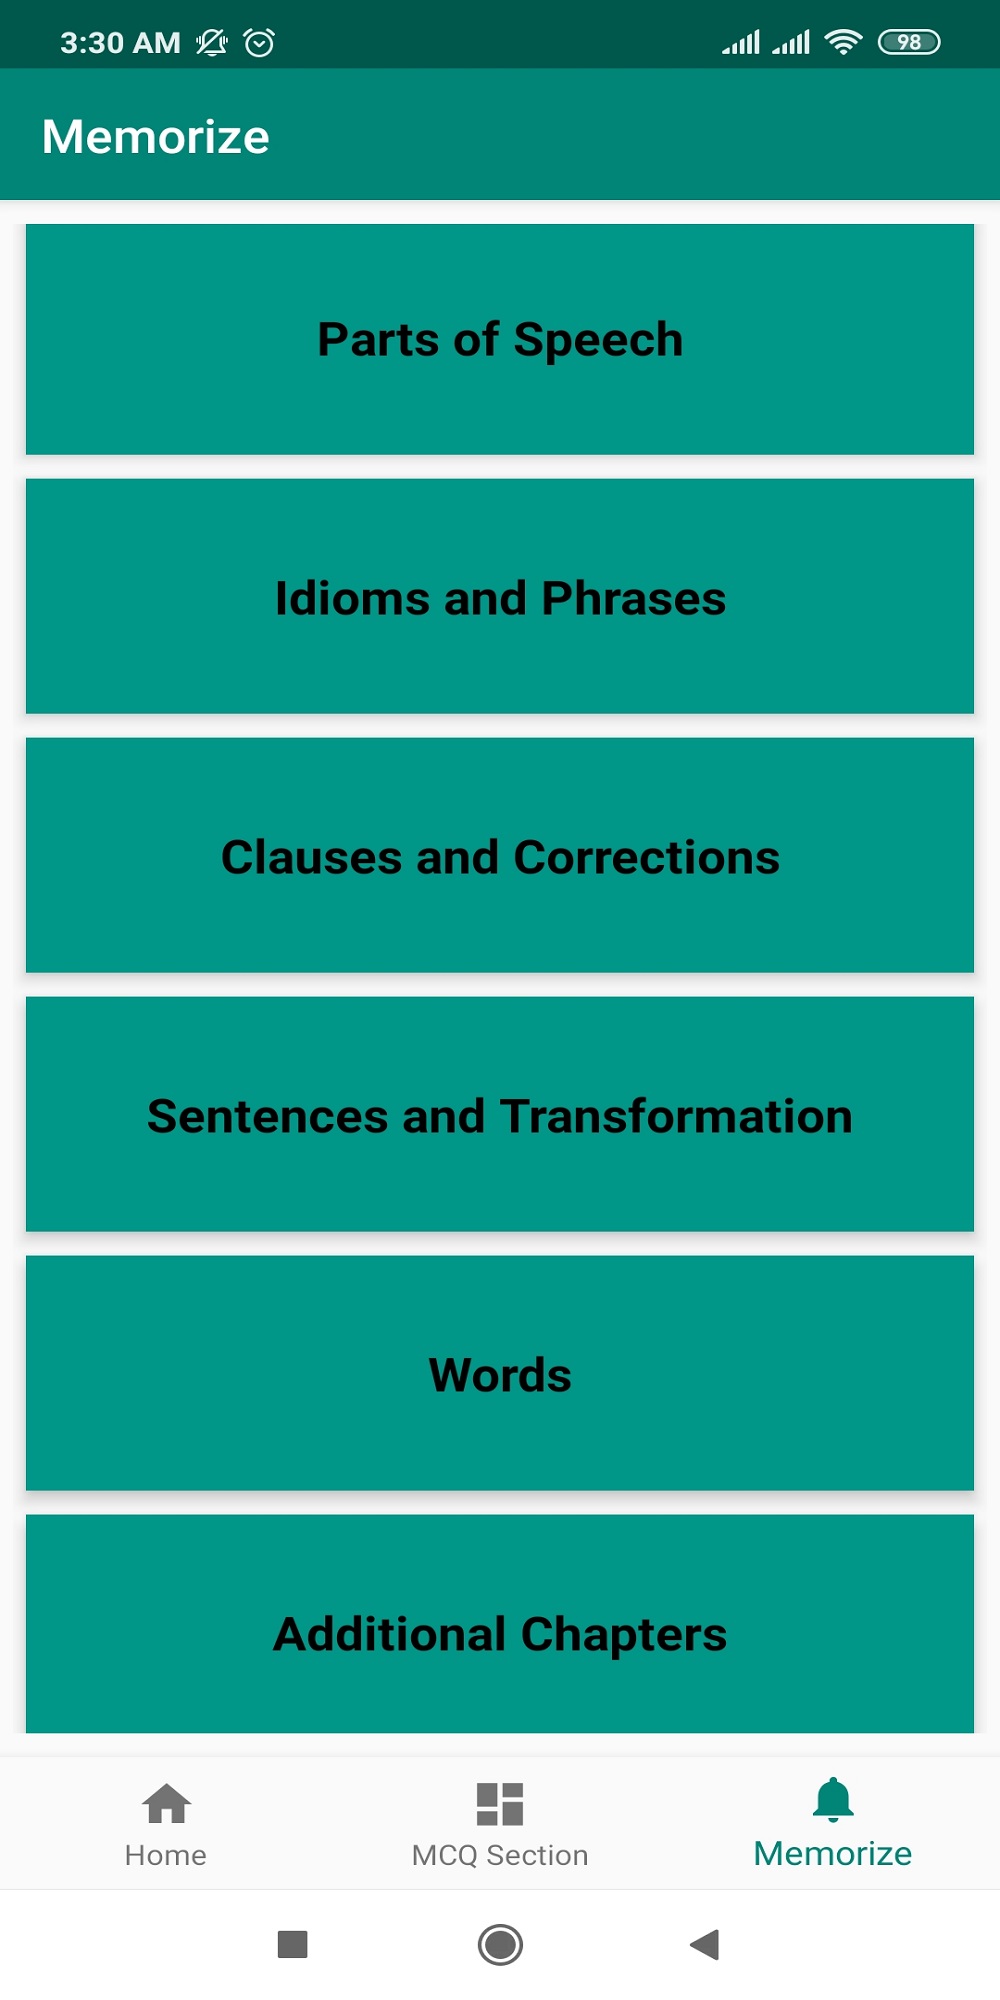 3:30 AM
98
Memorize
Parts of Speech
Idioms and Phrases
Clauses and Corrections
Sentences and Transformation
Words
Additional Chapters
Home
MCQ Section
Memorize